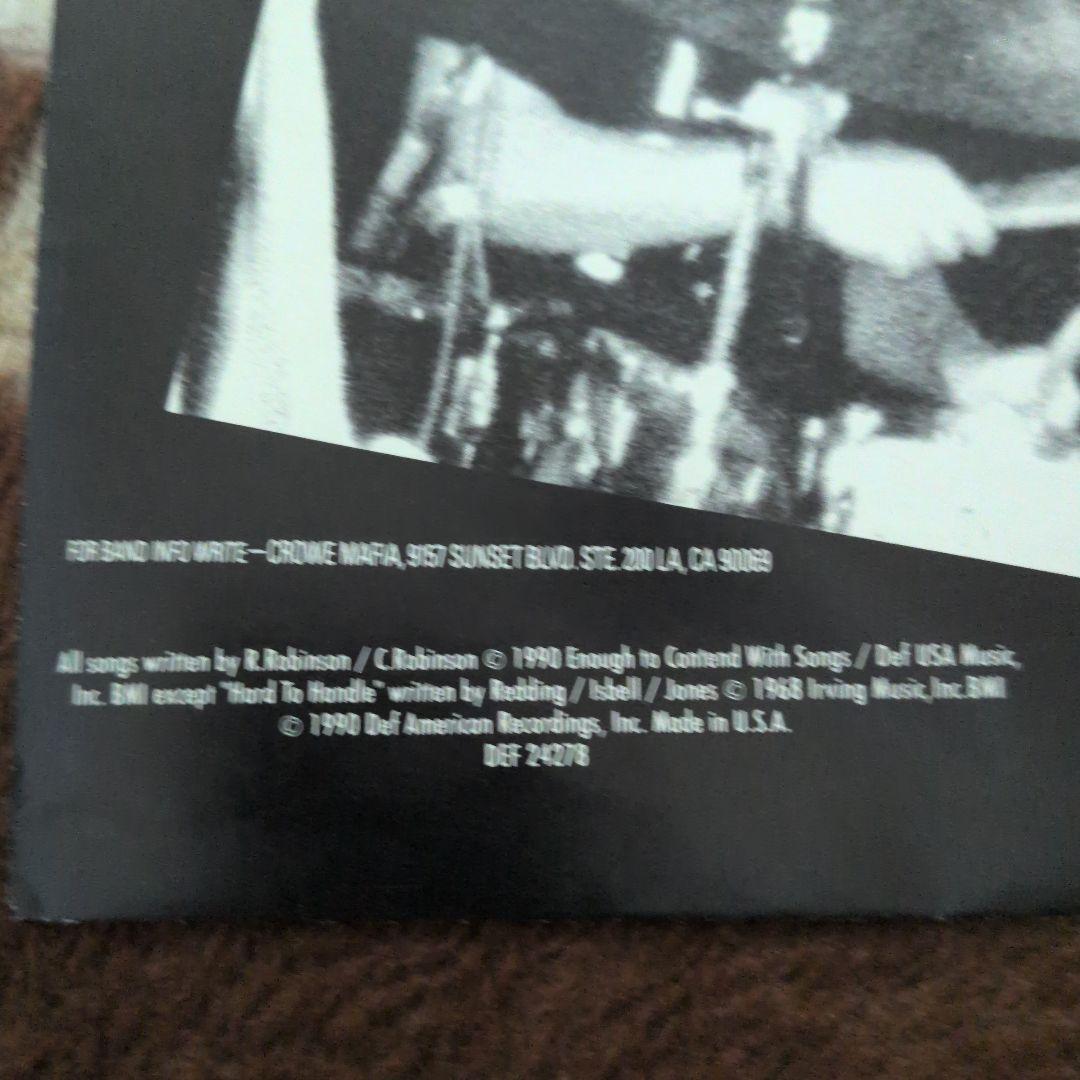 FOR BAND INFO WRITE—CROWE MAFIA, 9157 SUNSET BLVD. STE. 200 LA, CA 90069
All songs written by R.Robinson / C.Robinson © 1990 Enough to Contend With Songs / Def USA Music,
Inc. BMI except "Hard To Handle" written by Redding / Isbell / Jones © 1968 Irving Music, Inc. BMI
© 1990 Def American Recordings, Inc. Made in U.S.A.
DEF 24278